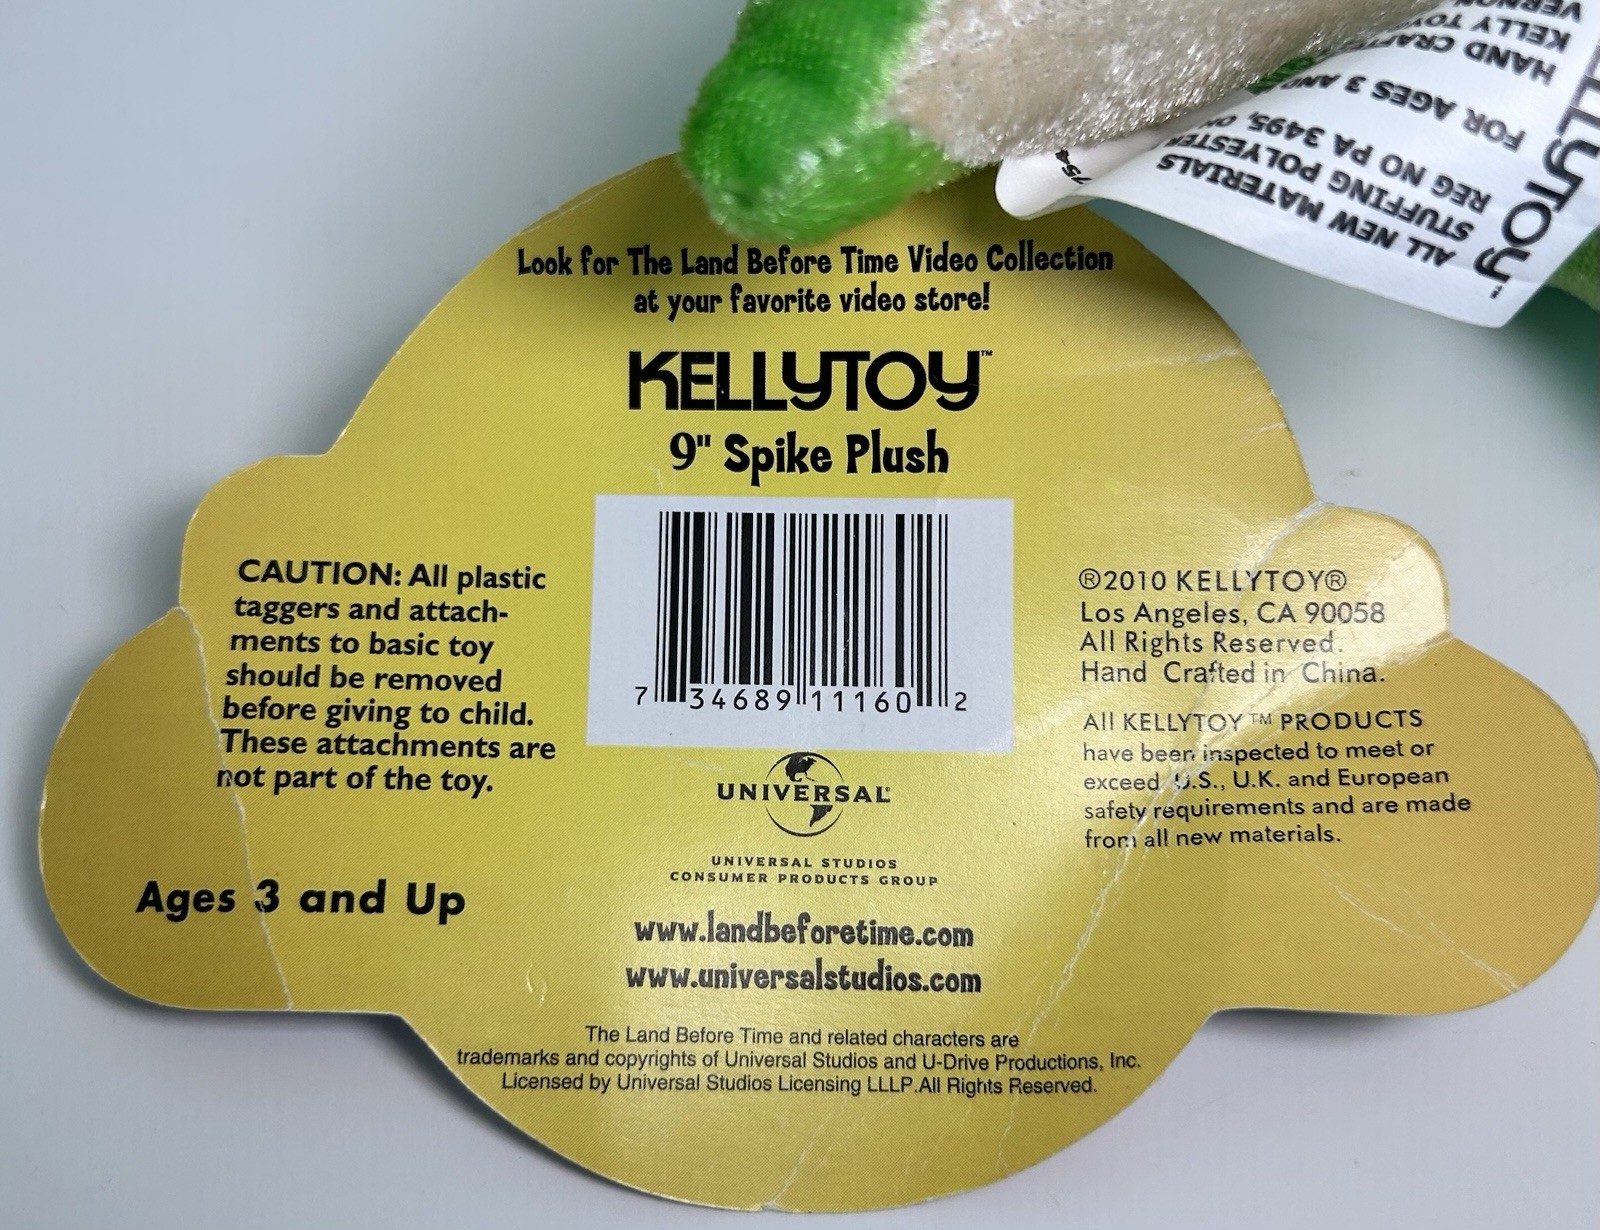 Look for The Land Before Time Video Collection
at your favorite video store!
KELLYTOY™
9" Spike Plush
7 34689 11160 2
CAUTION: All plastic
taggers and attach-
ments to basic toy
should be removed
before giving to child.
These attachments are
not part of the toy.
Ages 3 and Up
®2010 KELLYTOY®
Los Angeles, CA 90058
All Rights Reserved.
Hand Crafted in China.
All KELLYTOY™ PRODUCTS
have been inspected to meet or
exceed U.S., U.K. and European
safety requirements and are made
from all new materials.
UNIVERSAL
UNIVERSAL STUDIOS
CONSUMER PRODUCTS GROUP
www.landbeforetime.com
www.universalstudios.com
The Land Before Time and related characters are
trademarks and copyrights of Universal Studios and U-Drive Productions, Inc.
Licensed by Universal Studios Licensing LLLP.All Rights Reserved.
KELLYTOY™
ALL NEW MATERIALS
STUFFING POLYESTER
REG NO PA 3495,
FOR AGES 3 AND
HAND
KELLY